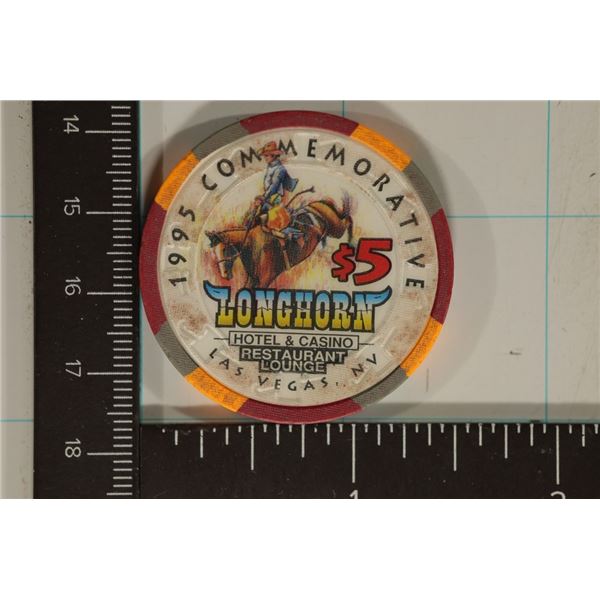 1995 COMMEMORATIVE
$5
LONGHORN
HOTEL & CASINO
RESTAURANT
LOUNGE
LAS VEGAS, NV
14
15
16
17
18
1
2